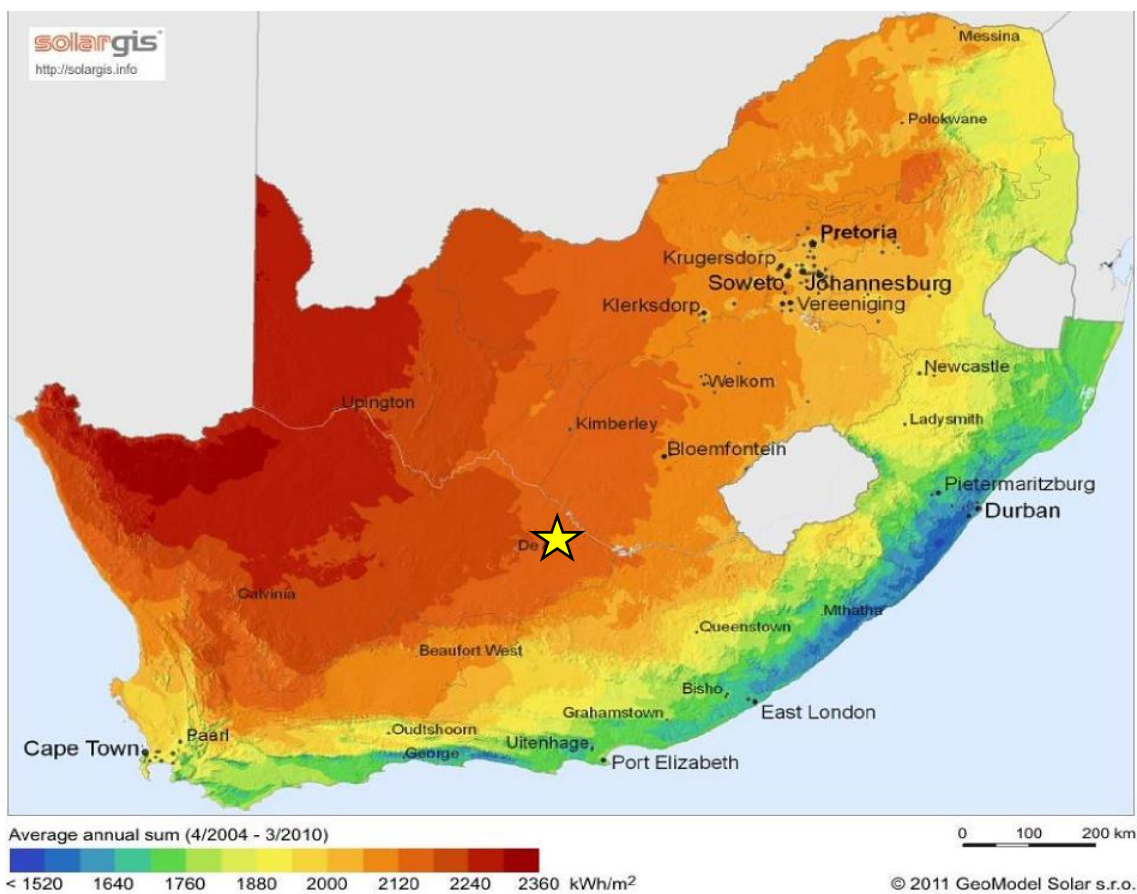 solargis
http://solargis.info
Messina
Polokwane
Pretoria
Krugersdorp
Soweto
Johannesburg
Klerksdorp
Vereeniging
Newcastle
Welkom
Upington
Ladysmith
Kimberley
Bloemfontein
Pietermaritzburg
Durban
De
Calvinia
Mthatha
Queenstown
Beaufort West
Bisho
Grahamstown
East London
Oudtshoorn
Paarl
Cape Town
George
Uitenhage
Port Elizabeth
Average annual sum (4/2004 - 3/2010)
0 100 200 km
< 1520 1640 1760 1880 2000 2120 2240 2360 kWh/m²
© 2011 GeoModel Solar s.r.o.